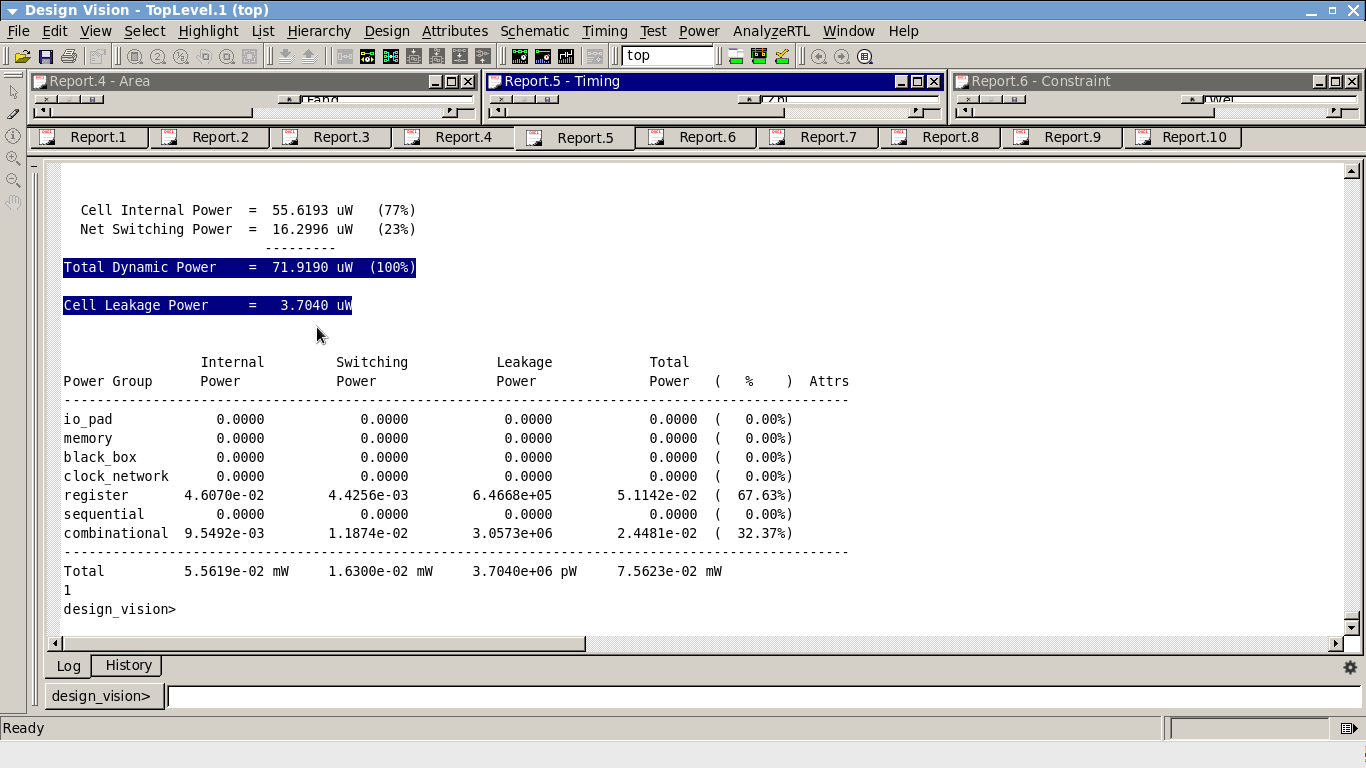 Design Vision - TopLevel.1 (top)
File Edit View Select Highlight List Hierarchy Design Attributes Schematic Timing Test Power AnalyzeRTL Window Help
top
Report.4 - Area Report.5 - Timing Report.6 - Constraint
Report.1 Report.2 Report.3 Report.4 Report.5 Report.6 Report.7 Report.8 Report.9 Report.10
Cell Internal Power = 55.6193 uW (77%)
Net Switching Power = 16.2996 uW (23%)
---------
Total Dynamic Power = 71.9190 uW (100%)
Cell Leakage Power = 3.7040 uW
Internal Switching Leakage Total
Power Group Power Power Power Power ( % ) Attrs
--------------------------------------------------------------------------------------------------
io_pad 0.0000 0.0000 0.0000 0.0000 ( 0.00%)
memory 0.0000 0.0000 0.0000 0.0000 ( 0.00%)
black_box 0.0000 0.0000 0.0000 0.0000 ( 0.00%)
clock_network 0.0000 0.0000 0.0000 0.0000 ( 0.00%)
register 4.6070e-02 4.4256e-03 6.4668e+05 5.1142e-02 ( 67.63%)
sequential 0.0000 0.0000 0.0000 0.0000 ( 0.00%)
combinational 9.5492e-03 1.1874e-02 3.0573e+06 2.4481e-02 ( 32.37%)
--------------------------------------------------------------------------------------------------
Total 5.5619e-02 mW 1.6300e-02 mW 3.7040e+06 pW 7.5623e-02 mW
1
design_vision>
Log History
design_vision>
Ready